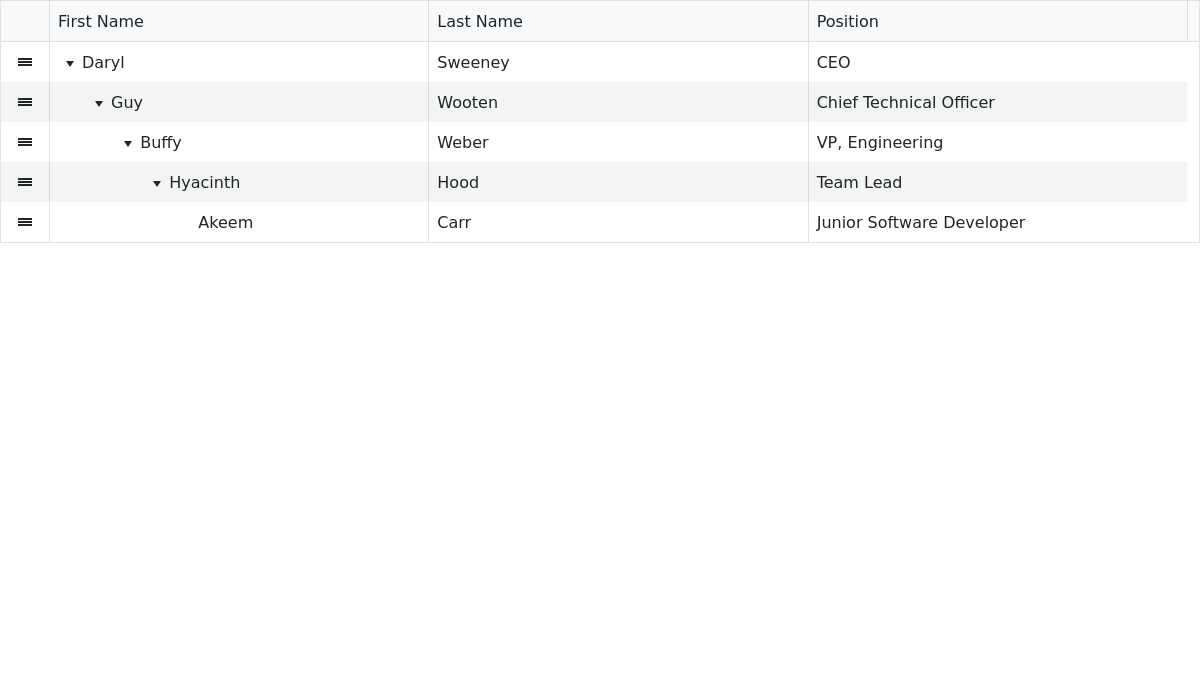 First Name Last Name Position
Daryl Sweeney CEO
Guy Wooten Chief Technical Officer
Buffy Weber VP, Engineering
Hyacinth Hood Team Lead
Akeem Carr Junior Software Developer